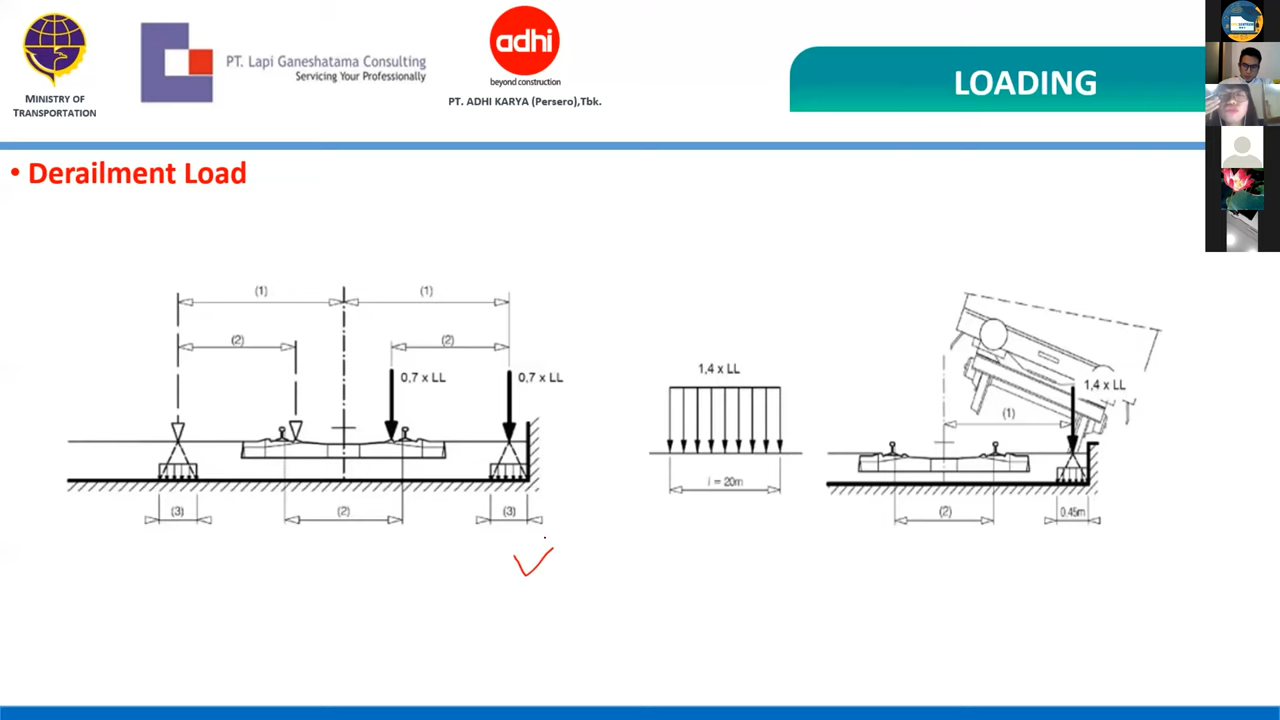 MINISTRY OF
TRANSPORTATION
PT. Lapi Ganeshatama Consulting
Servicing Your Professionally
adhi
beyond construction
PT. ADHI KARYA (Persero),Tbk.
LOADING
• Derailment Load
(1)
(1)
(2)
(2)
0,7 x LL
0,7 x LL
(3)
(2)
(3)
1,4 x LL
l = 20m
1,4 x LL
(1)
(2)
0.45m